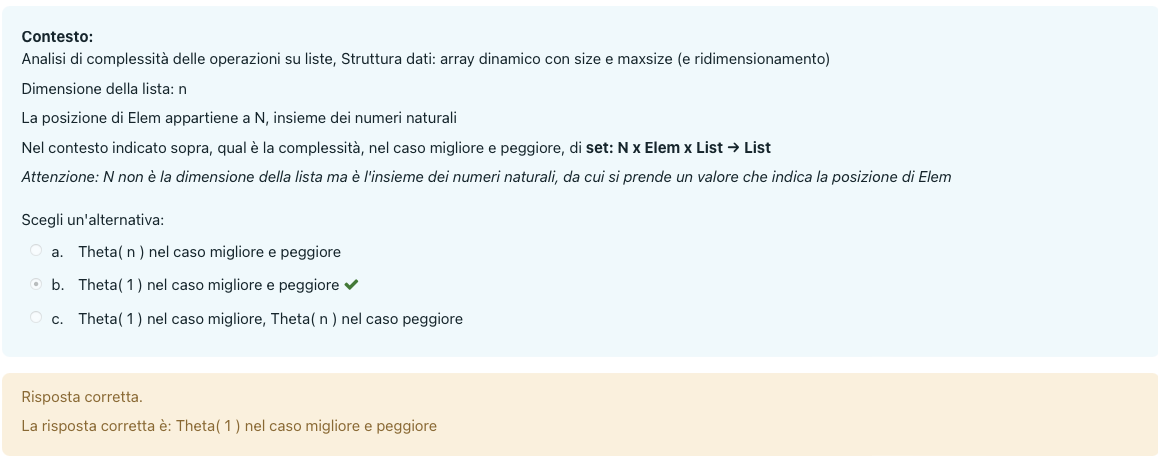 Contesto:
Analisi di complessità delle operazioni su liste, Struttura dati: array dinamico con size e maxsize (e ridimensionamento)
Dimensione della lista: n
La posizione di Elem appartiene a N, insieme dei numeri naturali
Nel contesto indicato sopra, qual è la complessità, nel caso migliore e peggiore, di set: N x Elem x List → List
Attenzione: N non è la dimensione della lista ma è l'insieme dei numeri naturali, da cui si prende un valore che indica la posizione di Elem
Scegli un'alternativa:
a. Theta( n ) nel caso migliore e peggiore
b. Theta( 1 ) nel caso migliore e peggiore ✔
c. Theta( 1 ) nel caso migliore, Theta( n ) nel caso peggiore
Risposta corretta.
La risposta corretta è: Theta( 1 ) nel caso migliore e peggiore